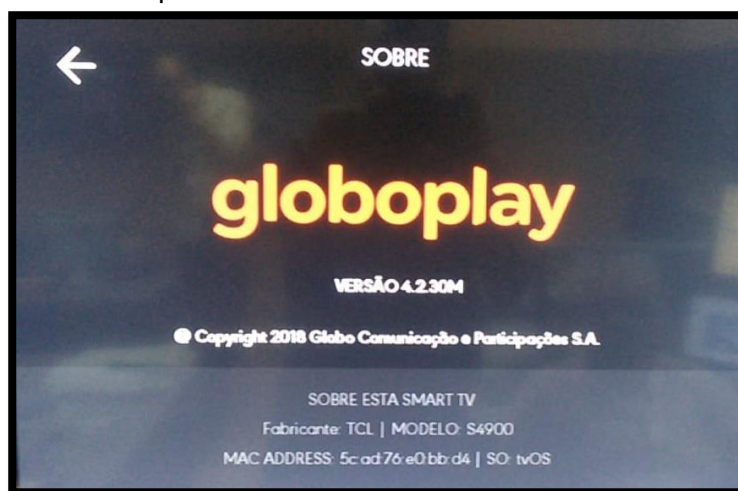 SOBRE
globoplay
VERSÃO 4.2.30M
© Copyright 2018 Globo Comunicação e Participações S.A.
SOBRE ESTA SMART TV
Fabricante: TCL | MODELO: S4900
MAC ADDRESS: 5c:ad:76:e0:bb:d4 | SO: tvOS